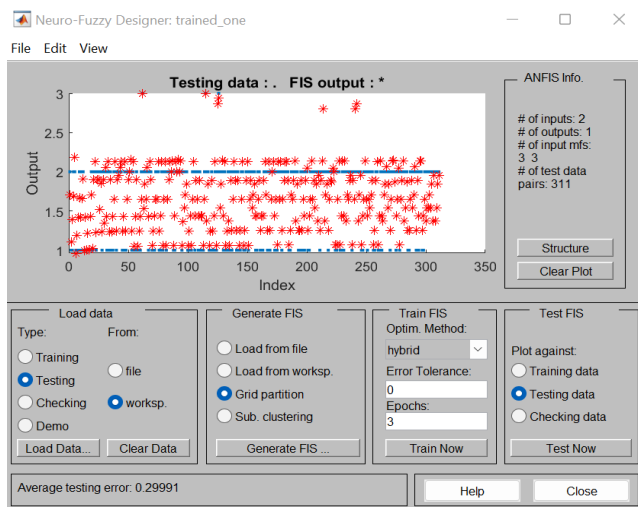 Neuro-Fuzzy Designer: trained_one
File Edit View
Testing data : . FIS output : *
3
2.5
2
1.5
1
Output
0 50 100 150 200 250 300 350
Index
ANFIS Info.
# of inputs: 2
# of outputs: 1
# of input mfs:
3 3
# of test data
pairs: 311
Structure
Clear Plot
Load data
Type: From:
Training
Testing
Checking
Demo
file
worksp.
Load Data... Clear Data
Generate FIS
Load from file
Load from worksp.
Grid partition
Sub. clustering
Generate FIS ...
Train FIS
Optim. Method:
hybrid
Error Tolerance:
0
Epochs:
3
Train Now
Test FIS
Plot against:
Training data
Testing data
Checking data
Test Now
Average testing error: 0.29991
Help Close